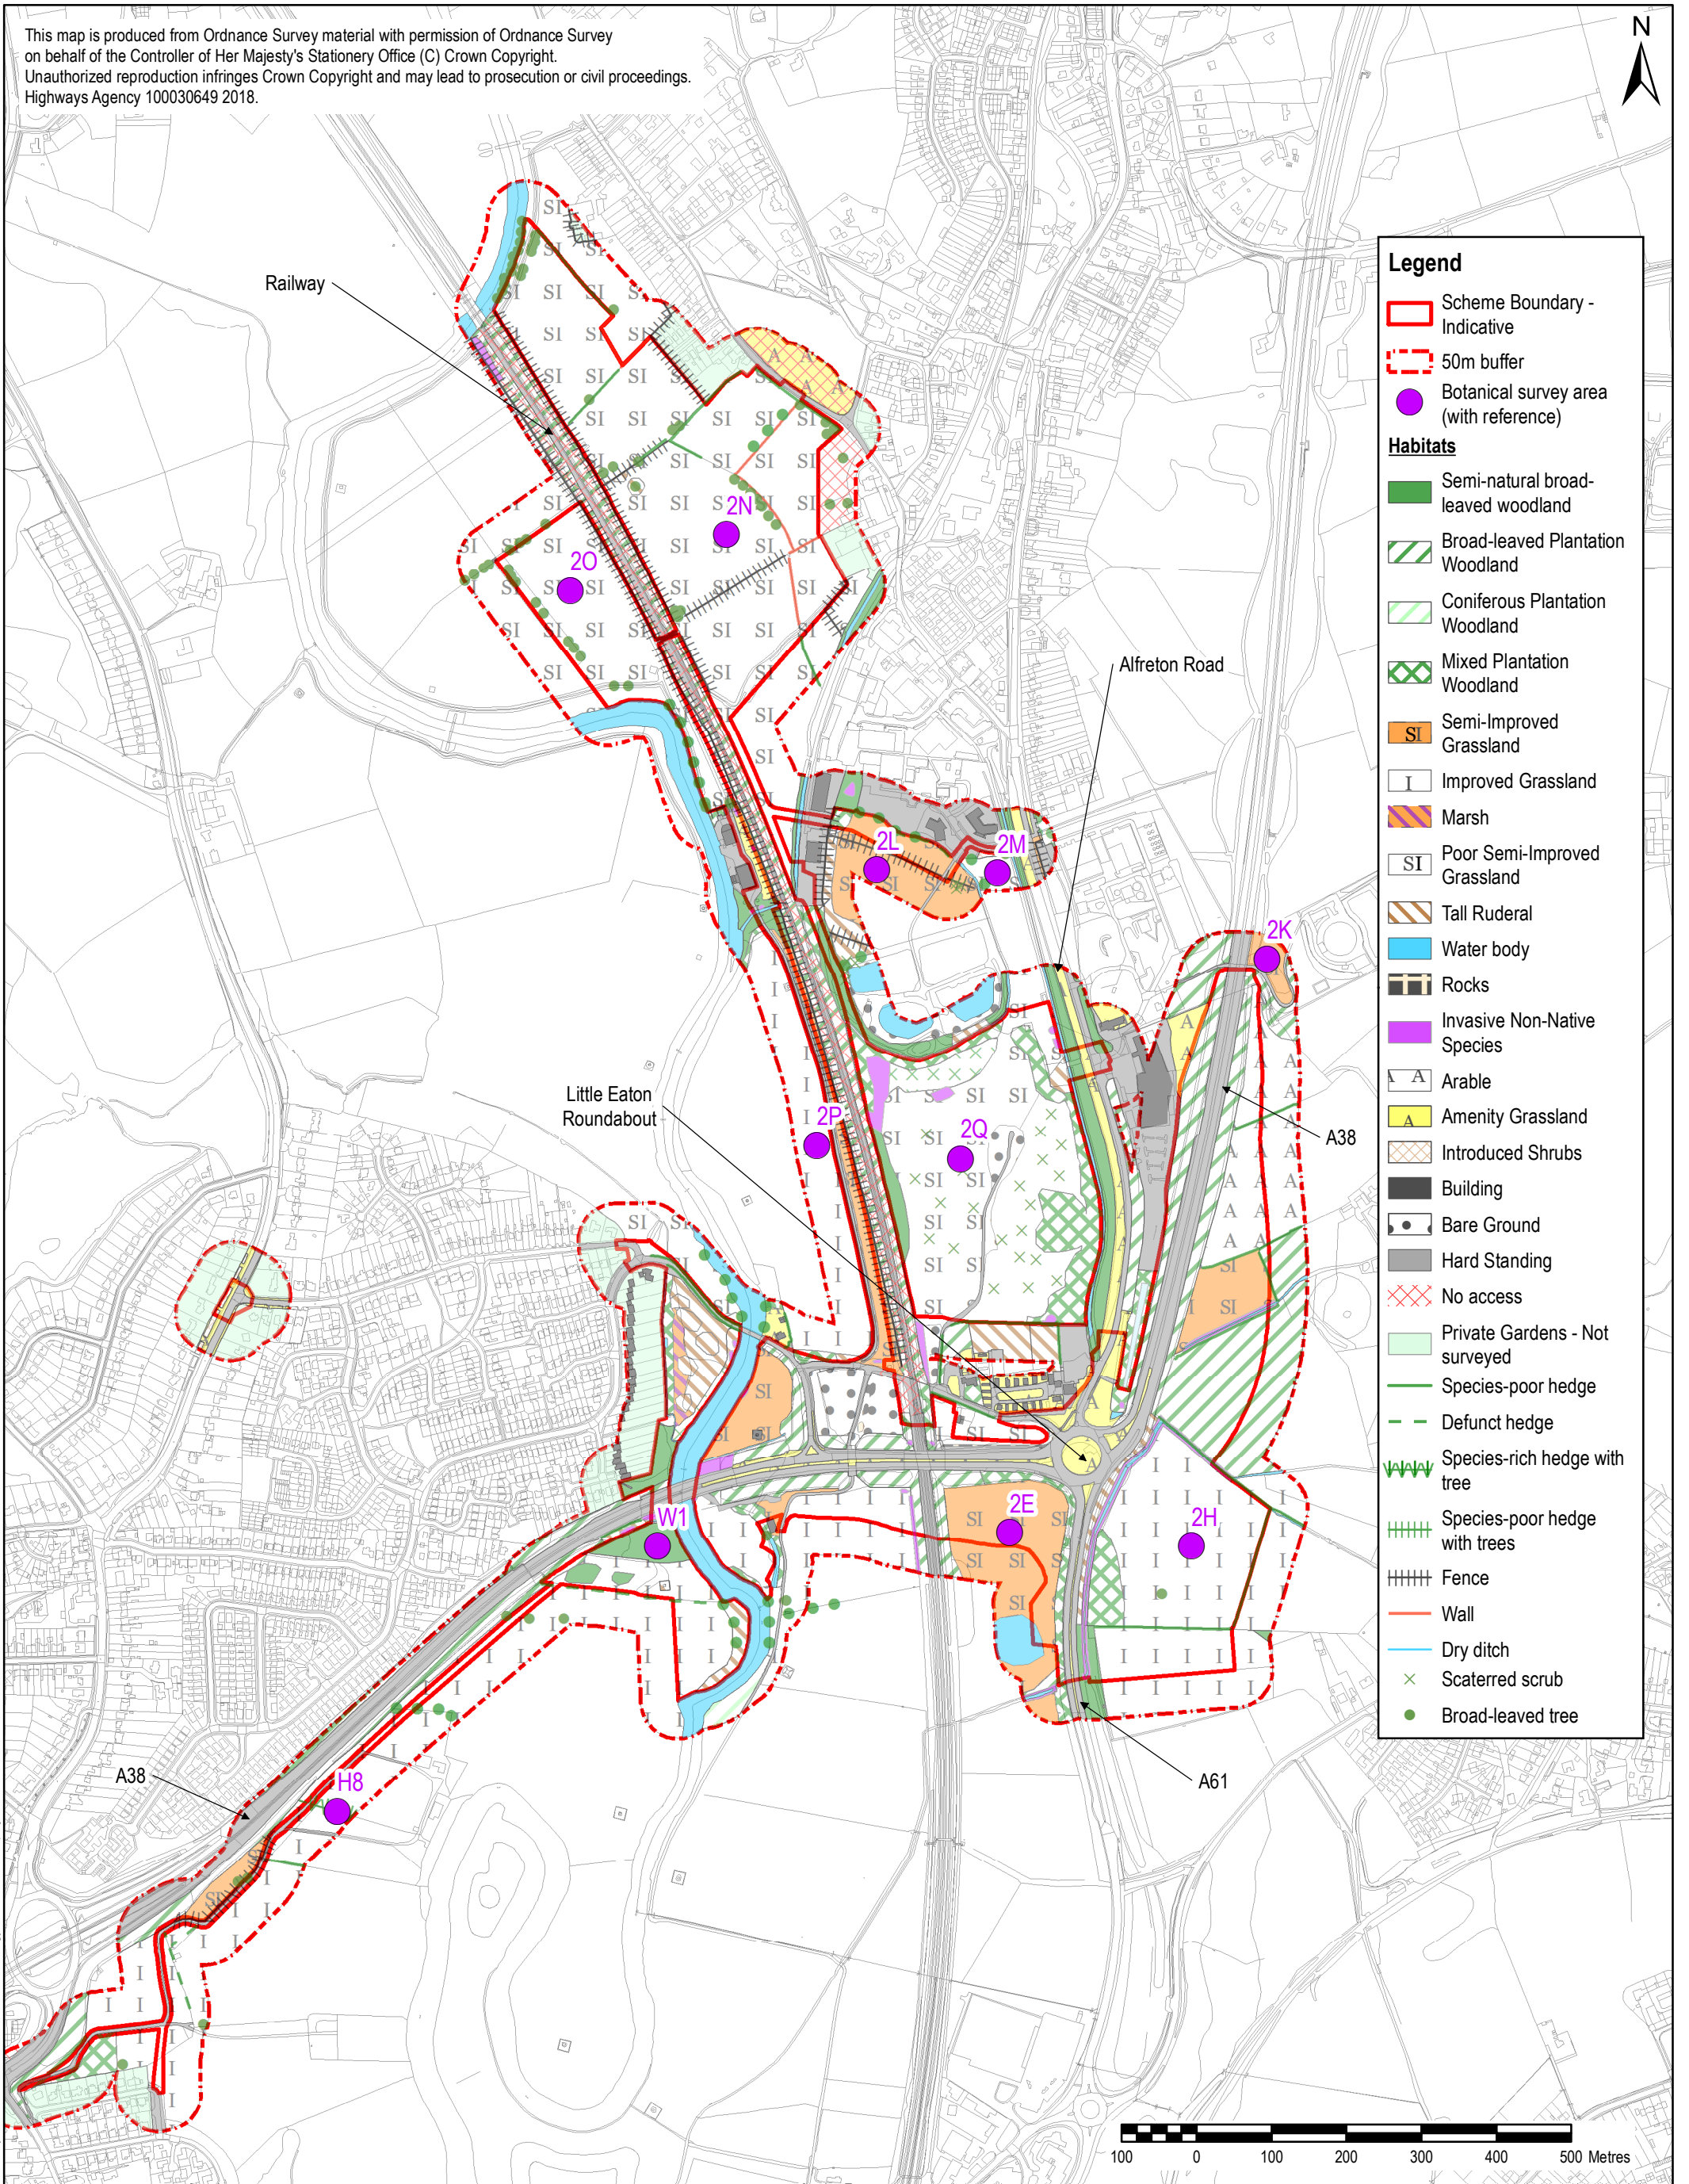 This map is produced from Ordnance Survey material with permission of Ordnance Survey
on behalf of the Controller of Her Majesty's Stationery Office (C) Crown Copyright.
Unauthorized reproduction infringes Crown Copyright and may lead to prosecution or civil proceedings.
Highways Agency 100030649 2018.
N
Railway
2N
2O
Alfreton Road
2L
2M
2K
Little Eaton
Roundabout
2P
2Q
A38
W1
2E
2H
A38
H8
A61
Legend
Scheme Boundary -
Indicative
50m buffer
Botanical survey area
(with reference)
Habitats
Semi-natural broad-
leaved woodland
Broad-leaved Plantation
Woodland
Coniferous Plantation
Woodland
Mixed Plantation
Woodland
SI Semi-Improved
Grassland
I Improved Grassland
Marsh
SI Poor Semi-Improved
Grassland
Tall Ruderal
Water body
Rocks
Invasive Non-Native
Species
A A Arable
A Amenity Grassland
Introduced Shrubs
Building
Bare Ground
Hard Standing
No access
Private Gardens - Not
surveyed
Species-poor hedge
Defunct hedge
Species-rich hedge with
tree
Species-poor hedge
with trees
Fence
Wall
Dry ditch
Scaterred scrub
Broad-leaved tree
100 0 100 200 300 400 500 Metres